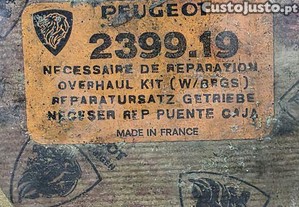 Custojusto.pt
PEUGEOT
2399.19
NECESSAIRE DE REPARATION
OVERHAUL KIT (W/BRGS)
REPARATURSATZ GETRIEBE
NECESER REP PUENTE CAJA
MADE IN FRANCE